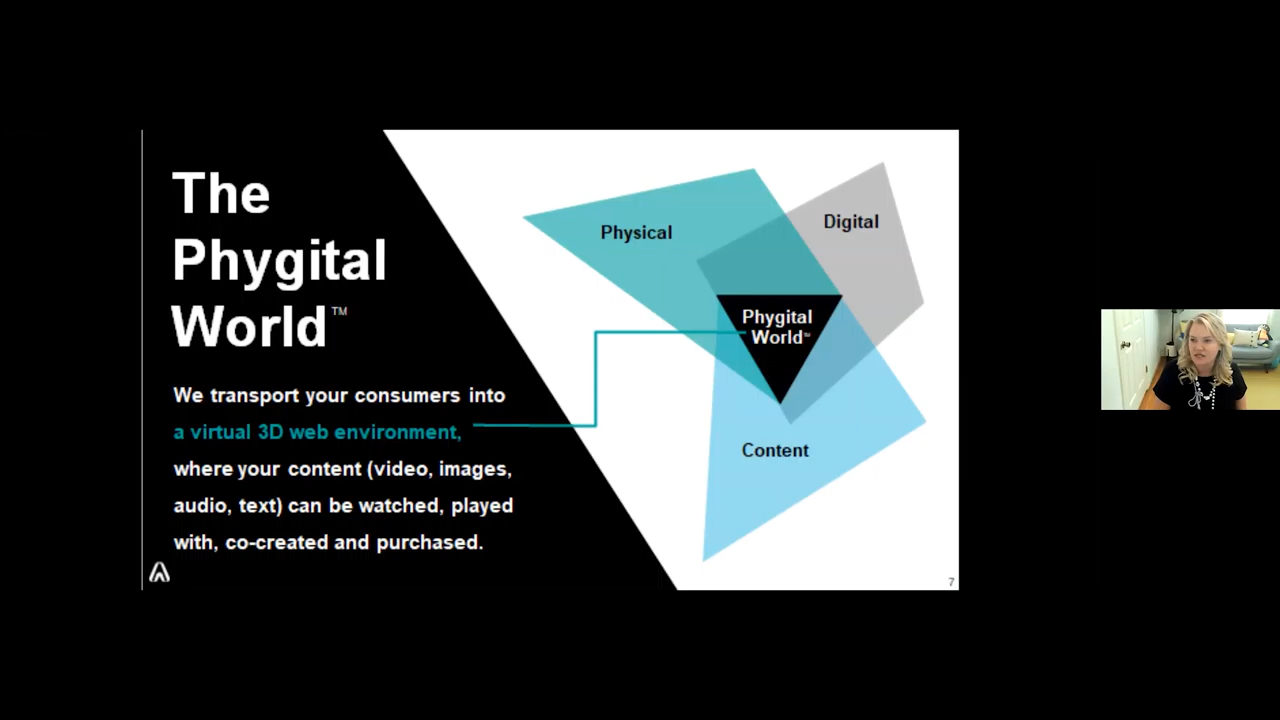 The
Phygital
World™
We transport your consumers into
a virtual 3D web environment,
where your content (video, images,
audio, text) can be watched, played
with, co-created and purchased.
Physical
Digital
Phygital
World™
Content
7